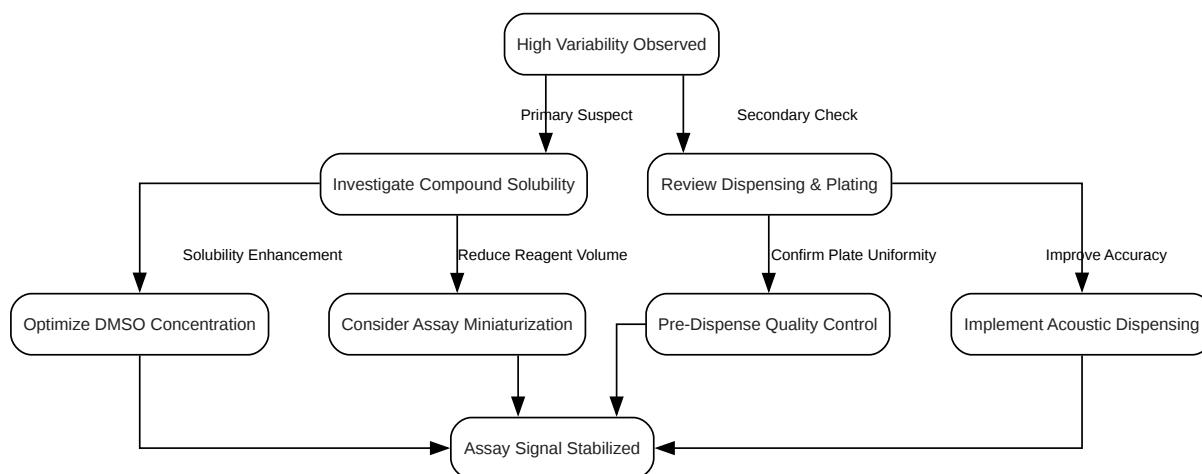 High Variability Observed
Primary Suspect
Secondary Check
Investigate Compound Solubility
Review Dispensing & Plating
Solubility Enhancement
Reduce Reagent Volume
Confirm Plate Uniformity
Improve Accuracy
Optimize DMSO Concentration
Consider Assay Miniaturization
Pre-Dispense Quality Control
Implement Acoustic Dispensing
Assay Signal Stabilized